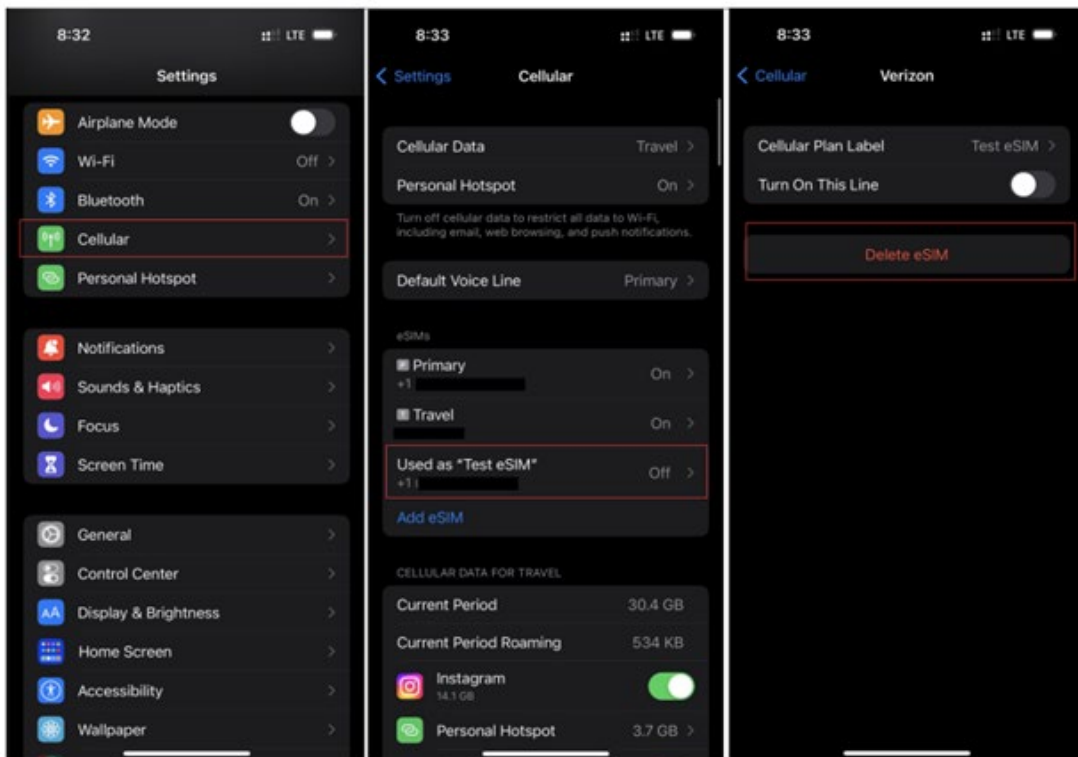 8:32
LTE
Settings
Airplane Mode
Wi-Fi
Off
Bluetooth
On
Cellular
Personal Hotspot
Notifications
Sounds & Haptics
Focus
Screen Time
General
Control Center
AA
Display & Brightness
Home Screen
Accessibility
Wallpaper
8:33
LTE
Settings
Cellular
Cellular Data
Travel
Personal Hotspot
On
Turn off cellular data to restrict all data to Wi-Fi,
including email, web browsing, and push notifications.
Default Voice Line
Primary
eSIMs
P Primary
+1
On
T Travel
On
Used as "Test eSIM"
+1
Off
Add eSIM
CELLULAR DATA FOR TRAVEL
Current Period
30.4 GB
Current Period Roaming
534 KB
Instagram
14.1 GB
Personal Hotspot
3.7 GB
8:33
LTE
Cellular
Verizon
Cellular Plan Label
Test eSIM
Turn On This Line
Delete eSIM